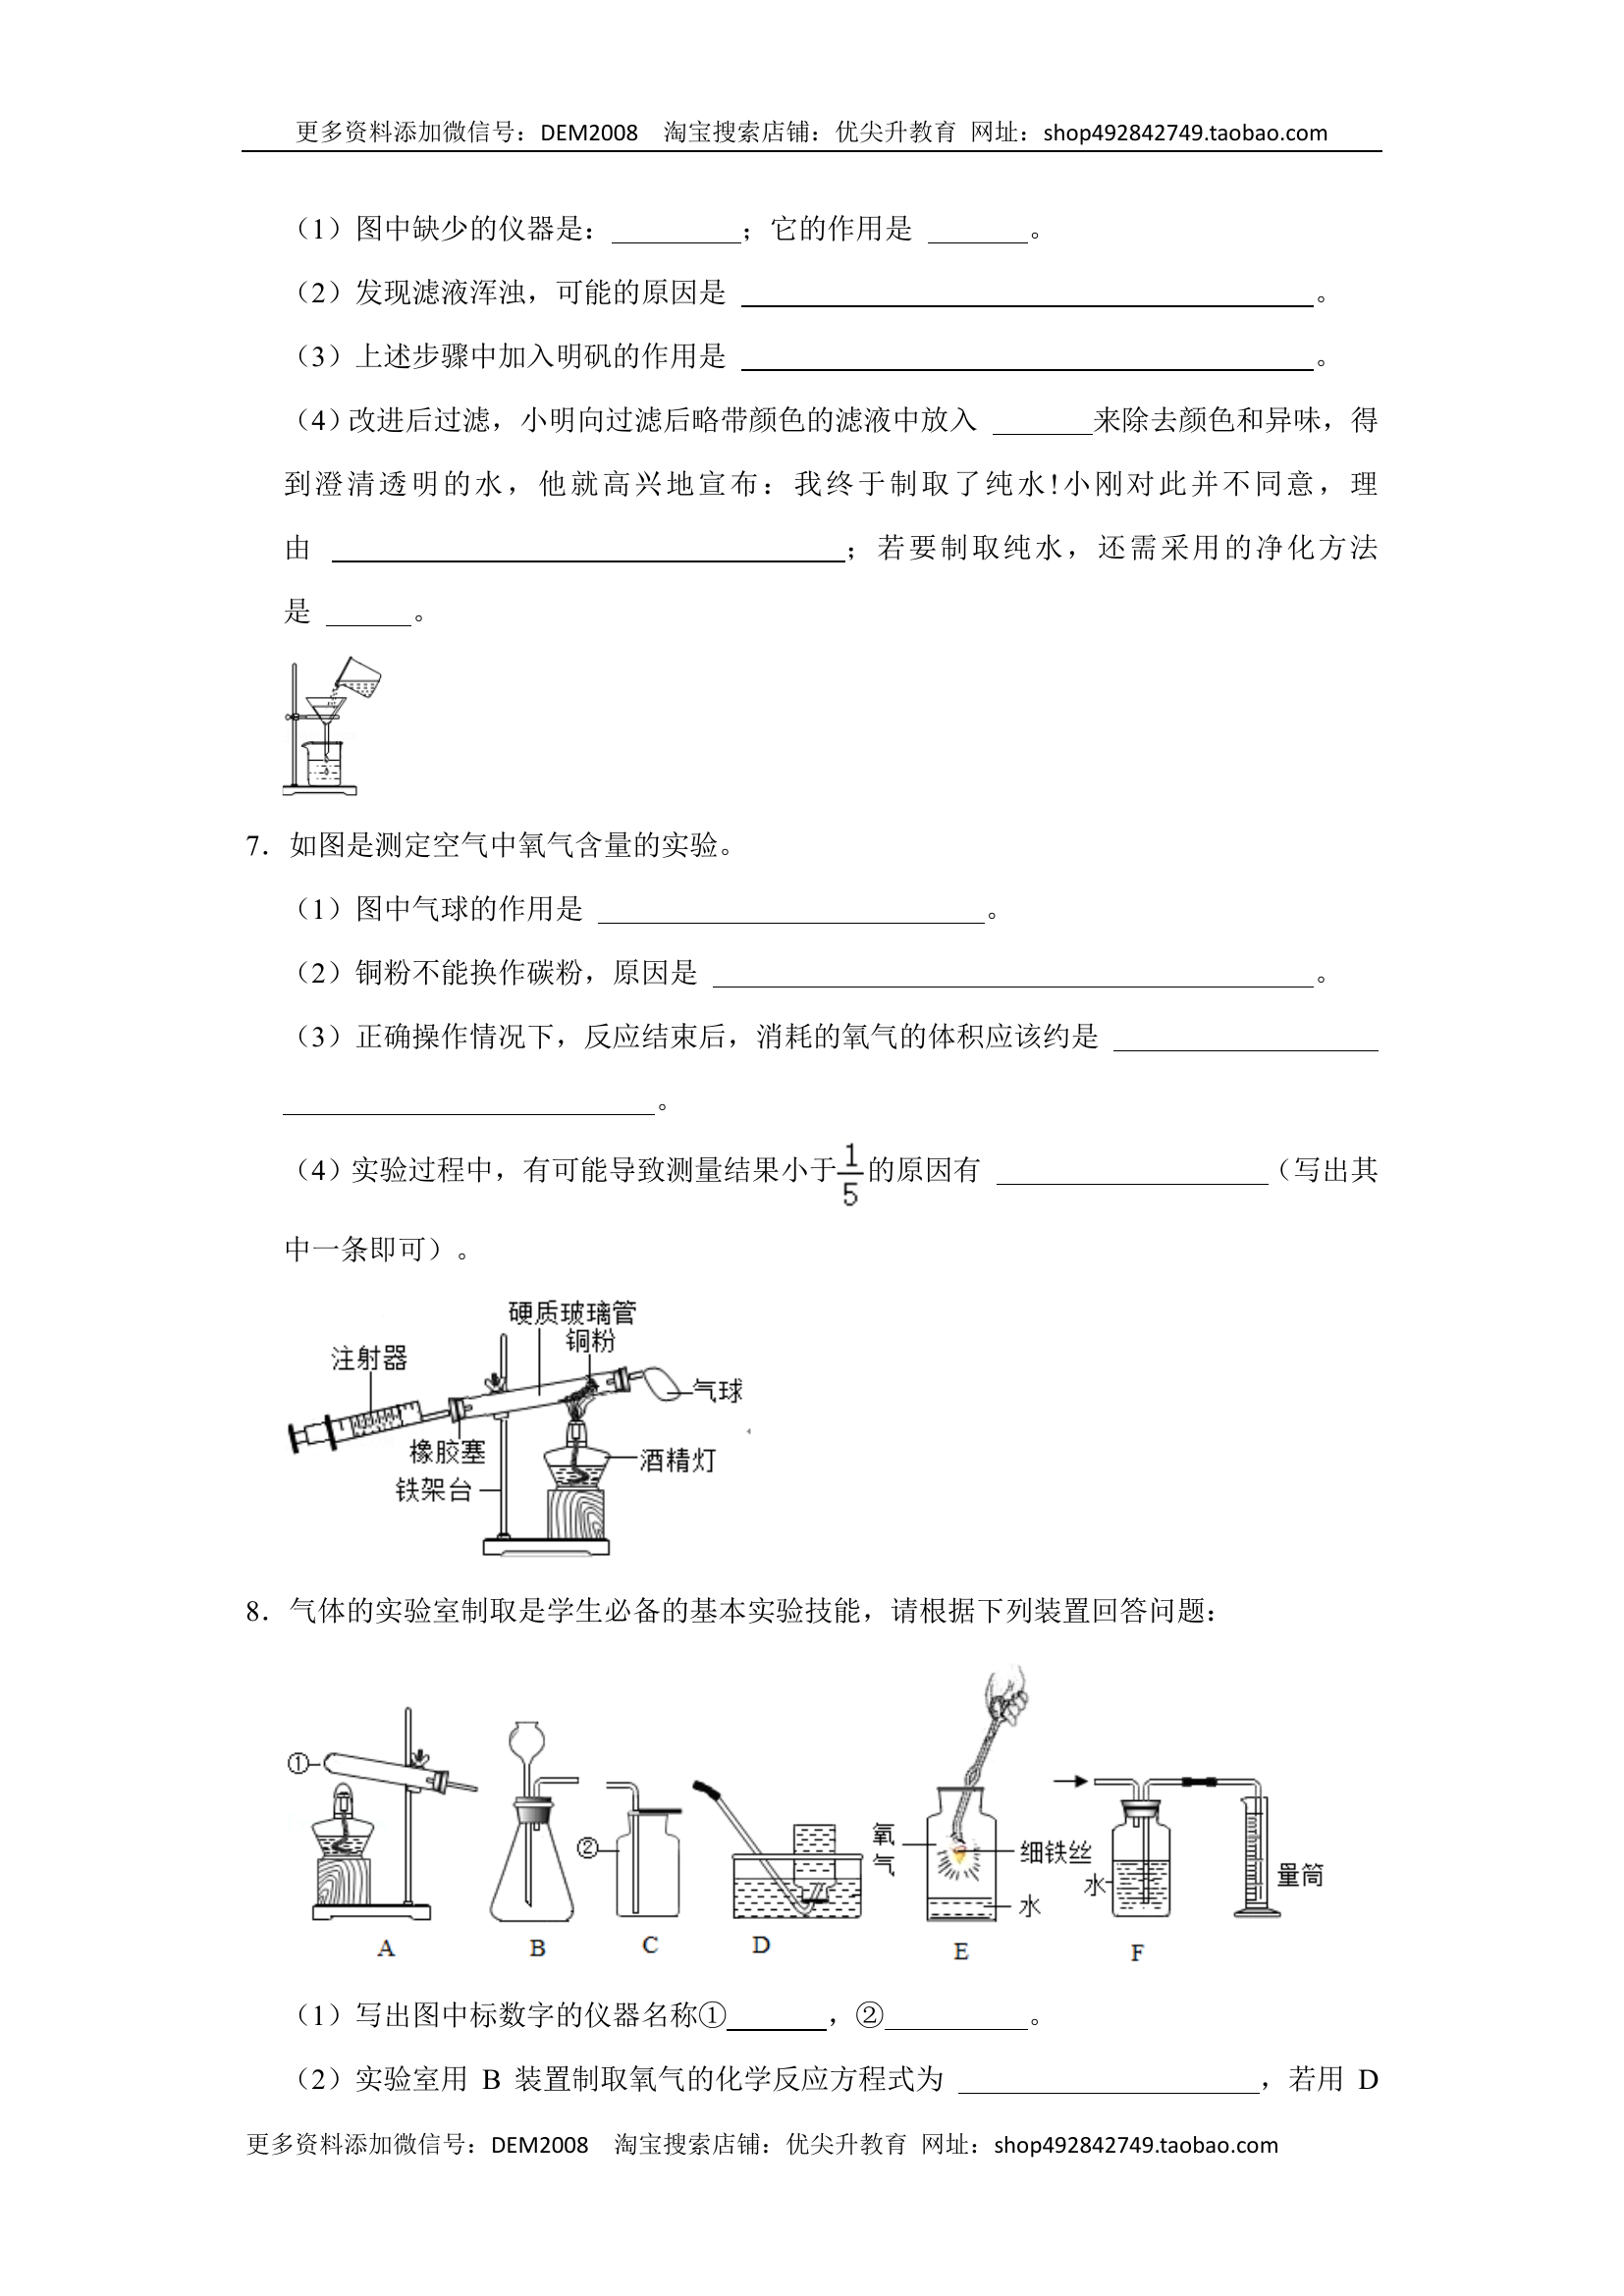 更多资料添加微信号：DEM2008 淘宝搜索店铺：优尖升教育 网址：shop492842749.taobao.com
（1）图中缺少的仪器是：_________；它的作用是 _______。
（2）发现滤液浑浊，可能的原因是 ________________________________________。
（3）上述步骤中加入明矾的作用是 ________________________________________。
（4）改进后过滤，小明向过滤后略带颜色的滤液中放入 _______来除去颜色和异味，得
到澄清透明的水，他就高兴地宣布：我终于制取了纯水!小刚对此并不同意，理
由 ____________________________________；若要制取纯水，还需采用的净化方法
是 ______。
7．如图是测定空气中氧气含量的实验。
（1）图中气球的作用是 ___________________________。
（2）铜粉不能换作碳粉，原因是 __________________________________________。
（3）正确操作情况下，反应结束后，消耗的氧气的体积应该约是 ___________________
__________________________。
（4）实验过程中，有可能导致测量结果小于1/5的原因有 ___________________（写出其
中一条即可）。
硬质玻璃管
铜粉
注射器
气球
橡胶塞
酒精灯
铁架台
8．气体的实验室制取是学生必备的基本实验技能，请根据下列装置回答问题：
①
②
氧气
细铁丝
水
水
量筒
A B C D E F
（1）写出图中标数字的仪器名称①_______，②__________。
（2）实验室用 B 装置制取氧气的化学反应方程式为 _____________________，若用 D
更多资料添加微信号：DEM2008 淘宝搜索店铺：优尖升教育 网址：shop492842749.taobao.com